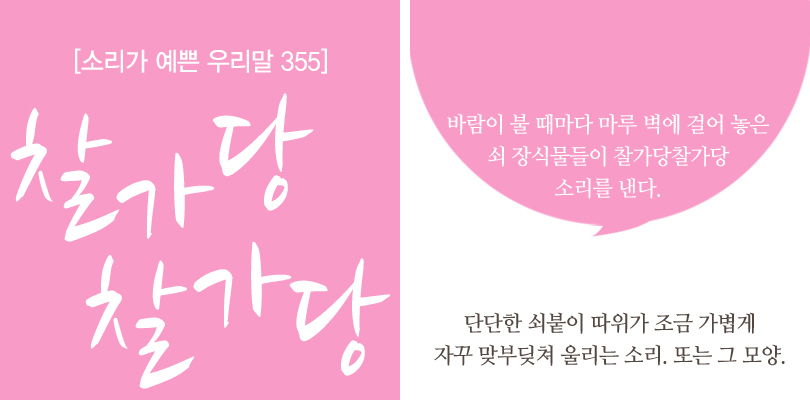 [소리가 예쁜 우리말 355]
찰가당
찰가당
바람이 불 때마다 마루 벽에 걸어 놓은
쇠 장식물들이 찰가당찰가당
소리를 낸다.
단단한 쇠붙이 따위가 조금 가볍게
자꾸 맞부딪쳐 울리는 소리. 또는 그 모양.